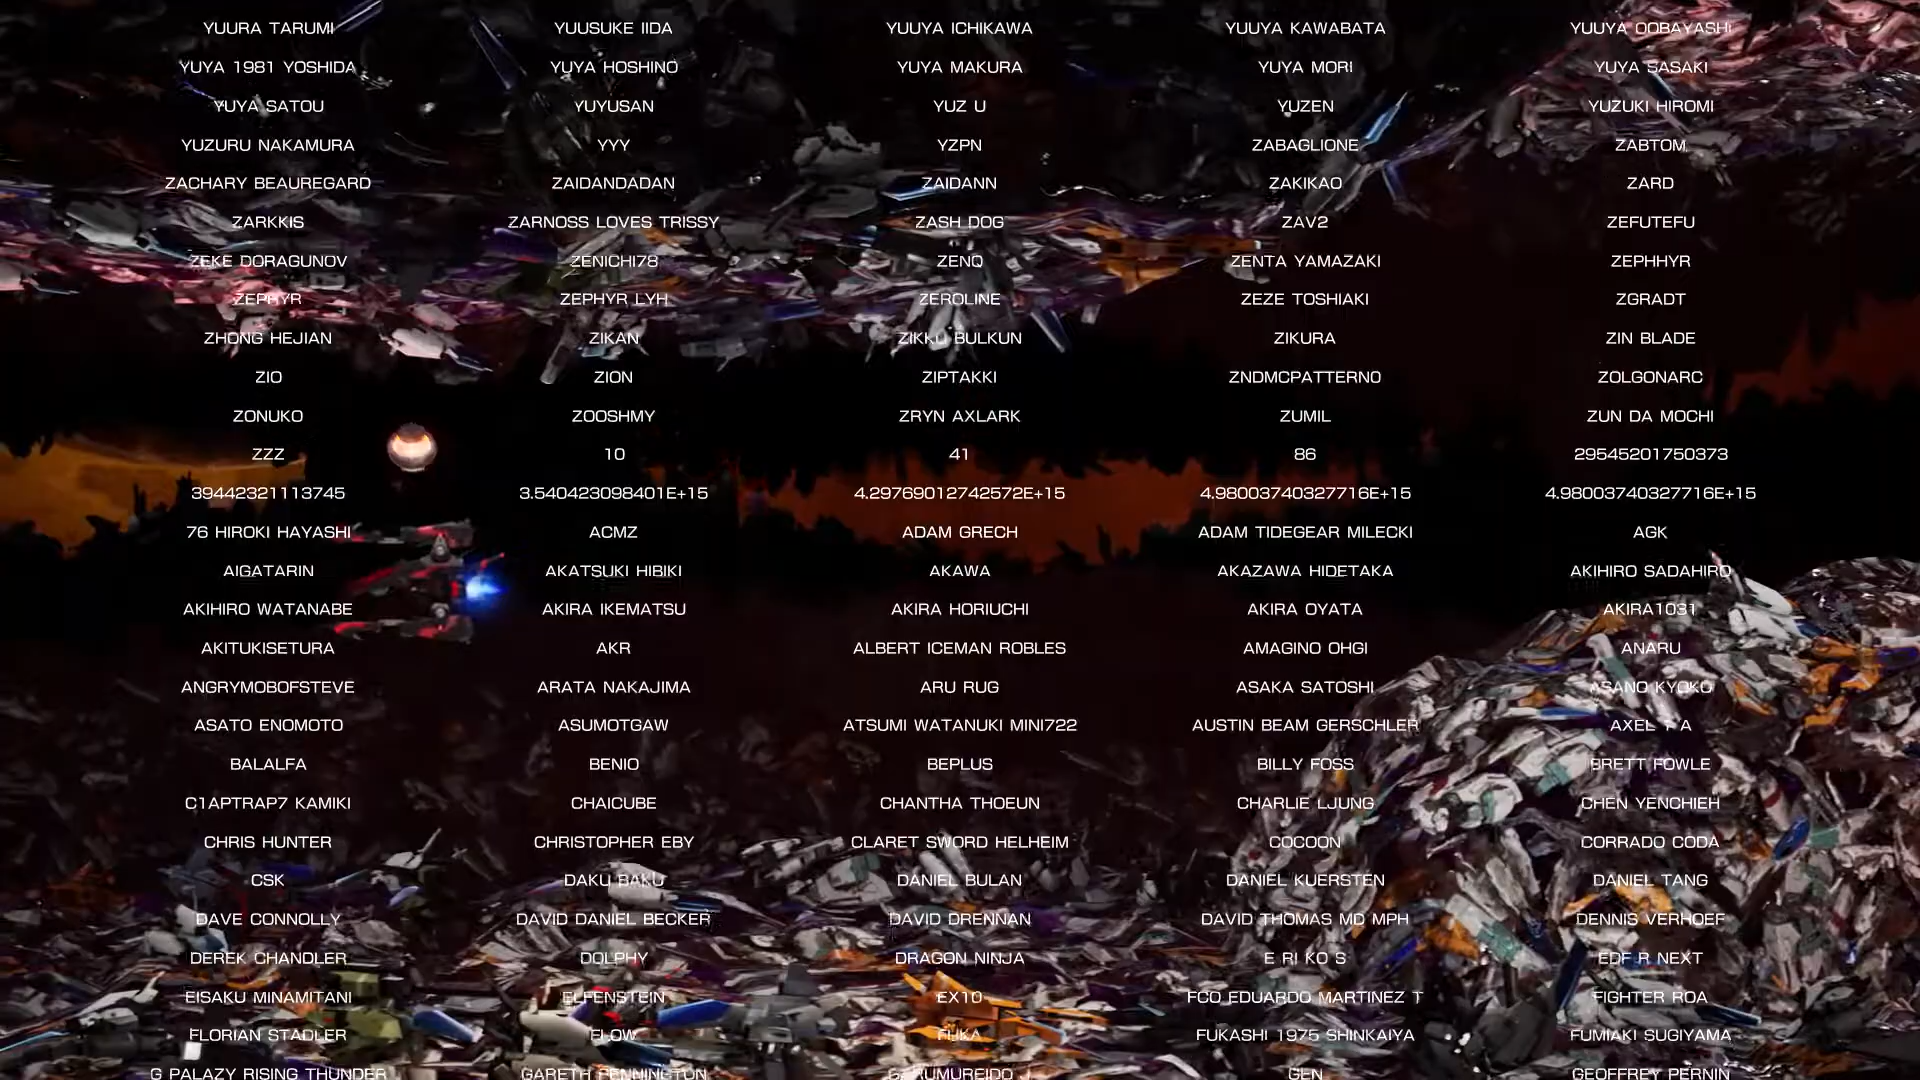 YUURA TARUMI YUUSUKE IIDA YUUYA ICHIKAWA YUUYA KAWABATA YUUYA OOBAYASHI
YUYA 1981 YOSHIDA YUYA HOSHINO YUYA MAKURA YUYA MORI YUYA SASAKI
YUYA SATOU YUYUSAN YUZ U YUZEN YUZUKI HIROMI
YUZURU NAKAMURA YYY YZPN ZABAGLIONE ZABTOM
ZACHARY BEAUREGARD ZAIDANDADAN ZAIDANN ZAKIKAO ZARD
ZARKKIS ZARNOSS LOVES TRISSY ZASH DOG ZAV2 ZEFUTEFU
ZEKE DORAGUNOV ZENICHI78 ZENQ ZENTA YAMAZAKI ZEPHHYR
ZEPHYR ZEPHYR LYH ZEROLINE ZEZE TOSHIAKI ZGRADT
ZHONG HEJIAN ZIKAN ZIKKU BULKUN ZIKURA ZIN BLADE
ZIO ZION ZIPTAKKI ZNDMCPATTERN0 ZOLGONARC
ZONUKO ZOOSHMY ZRYN AXLARK ZUMIL ZUN DA MOCHI
ZZZ 10 41 86 29545201750373
39442321113745 3.540423098401E+15 4.29769012742572E+15 4.98003740327716E+15 4.98003740327716E+15
76 HIROKI HAYASHI ACMZ ADAM GRECH ADAM TIDEGEAR MILECKI AGK
AIGATARIN AKATSUKI HIBIKI AKAWA AKAZAWA HIDETAKA AKIHIRO SADAHIRO
AKIHIRO WATANABE AKIRA IKEMATSU AKIRA HORIUCHI AKIRA OYATA AKIRA1031
AKITUKISETURA AKR ALBERT ICEMAN ROBLES AMAGINO OHGI ANARU
ANGRYMOBOFSTEVE ARATA NAKAJIMA ARU RUG ASAKA SATOSHI ASANO KYOKO
ASATO ENOMOTO ASUMOTGAW ATSUMI WATANUKI MINI722 AUSTIN BEAM GERSCHLER AXEL T A
BALALFA BENIO BEPLUS BILLY FOSS BRETT FOWLE
C1APTRAP7 KAMIKI CHAICUBE CHANTHA THOEUN CHARLIE LJUNG CHEN YENCHIEH
CHRIS HUNTER CHRISTOPHER EBY CLARET SWORD HELHEIM COCOON CORRADO CODA
CSK DAKU BAKU DANIEL BULAN DANIEL KUERSTEN DANIEL TANG
DAVE CONNOLLY DAVID DANIEL BECKER DAVID DRENNAN DAVID THOMAS MD MPH DENNIS VERHOEF
DEREK CHANDLER DOLPHY DRAGON NINJA E RI KO S EDF R NEXT
EISAKU MINAMITANI ELFENSTEIN EX10 FCO EDUARDO MARTINEZ T FIGHTER ROA
FLORIAN STADLER FLOW FUKA FUKASHI 1975 SHINKAIYA FUMIAKI SUGIYAMA
G PALAZY RISING THUNDER GARETH PENNINGTON GEN GEOFFREY PERNIN